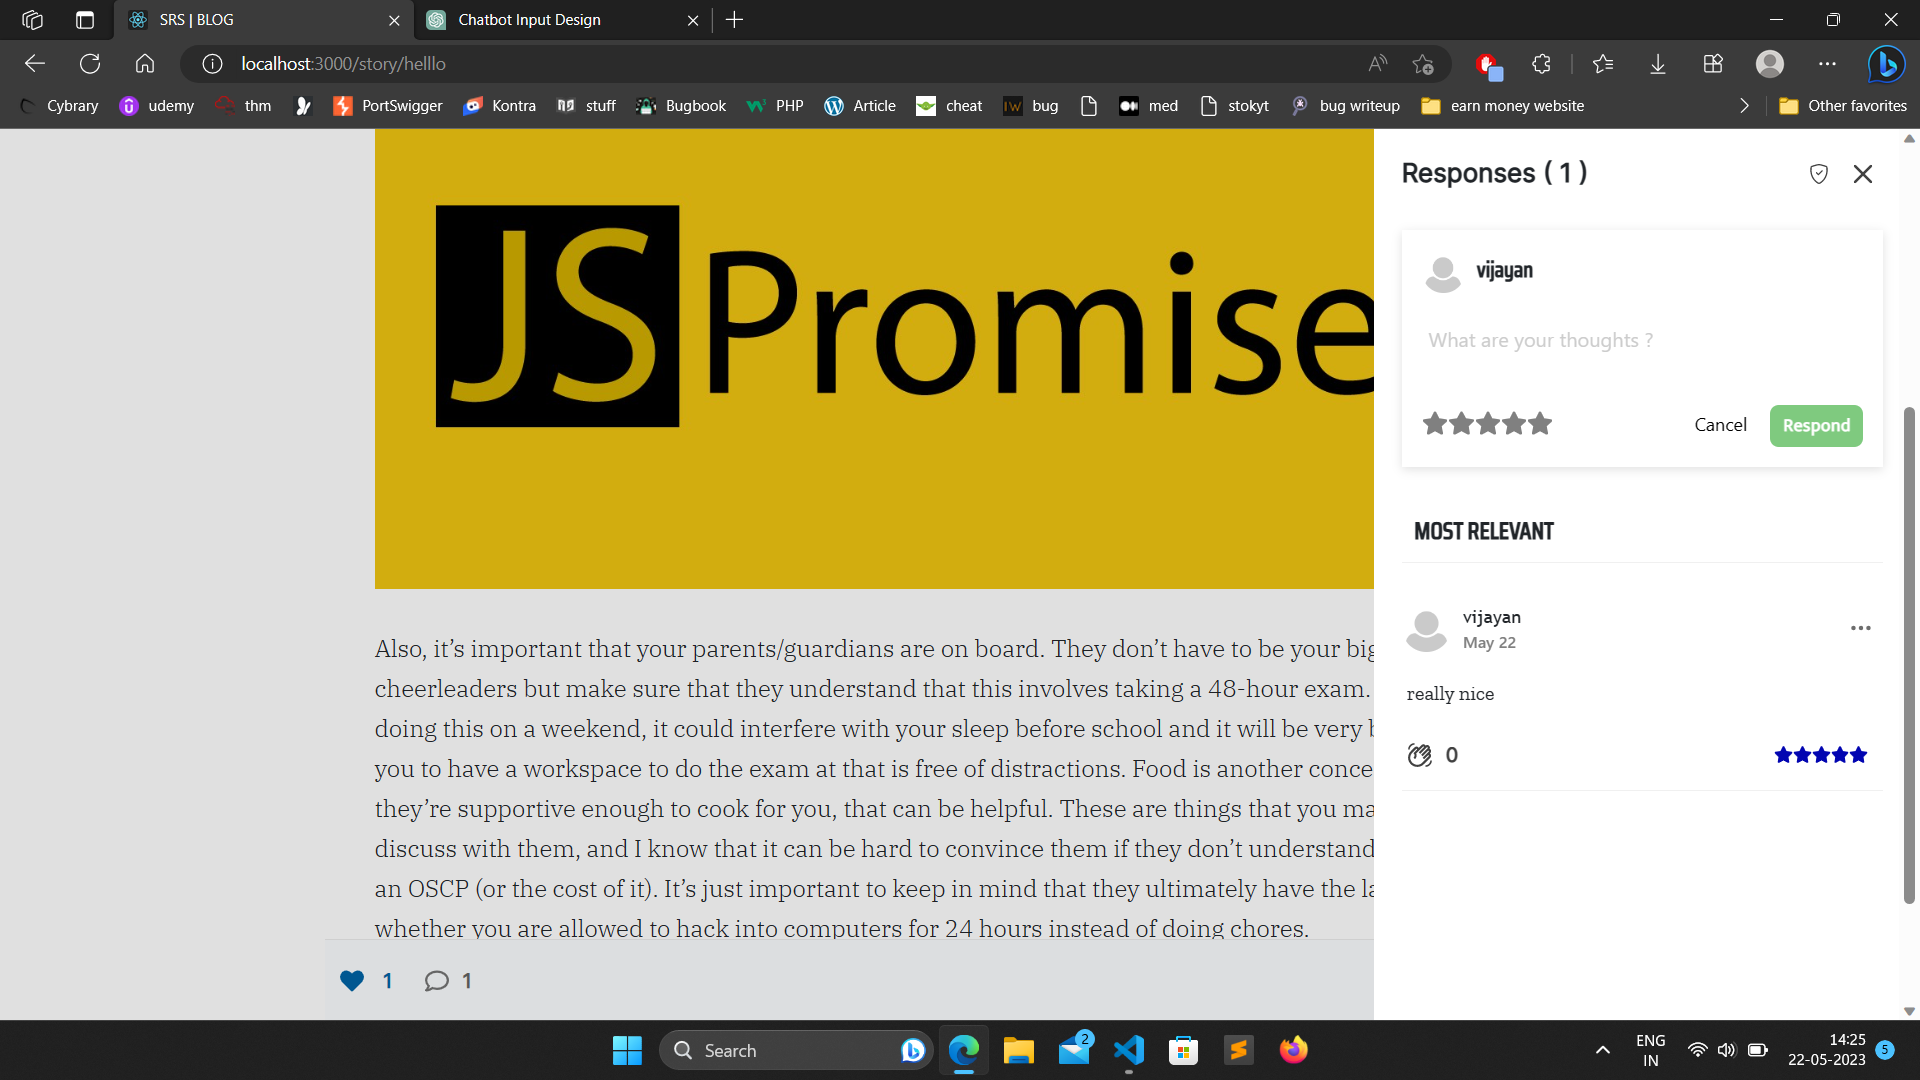 SRS | BLOG
Chatbot Input Design
localhost:3000/story/helllo
Cybrary
udemy
thm
PortSwigger
Kontra
stuff
Bugbook
PHP
Article
cheat
bug
med
stokyt
bug writeup
earn money website
Other favorites
JS Promise
Also, it’s important that your parents/guardians are on board. They don’t have to be your big
cheerleaders but make sure that they understand that this involves taking a 48-hour exam.
doing this on a weekend, it could interfere with your sleep before school and it will be very
you to have a workspace to do the exam at that is free of distractions. Food is another conce
they’re supportive enough to cook for you, that can be helpful. These are things that you ma
discuss with them, and I know that it can be hard to convince them if they don’t understand
an OSCP (or the cost of it). It’s just important to keep in mind that they ultimately have the la
whether you are allowed to hack into computers for 24 hours instead of doing chores.
1
1
Responses ( 1 )
vijayan
What are your thoughts ?
Cancel
Respond
MOST RELEVANT
vijayan
May 22
really nice
0
Search
2
ENG
IN
14:25
22-05-2023
5